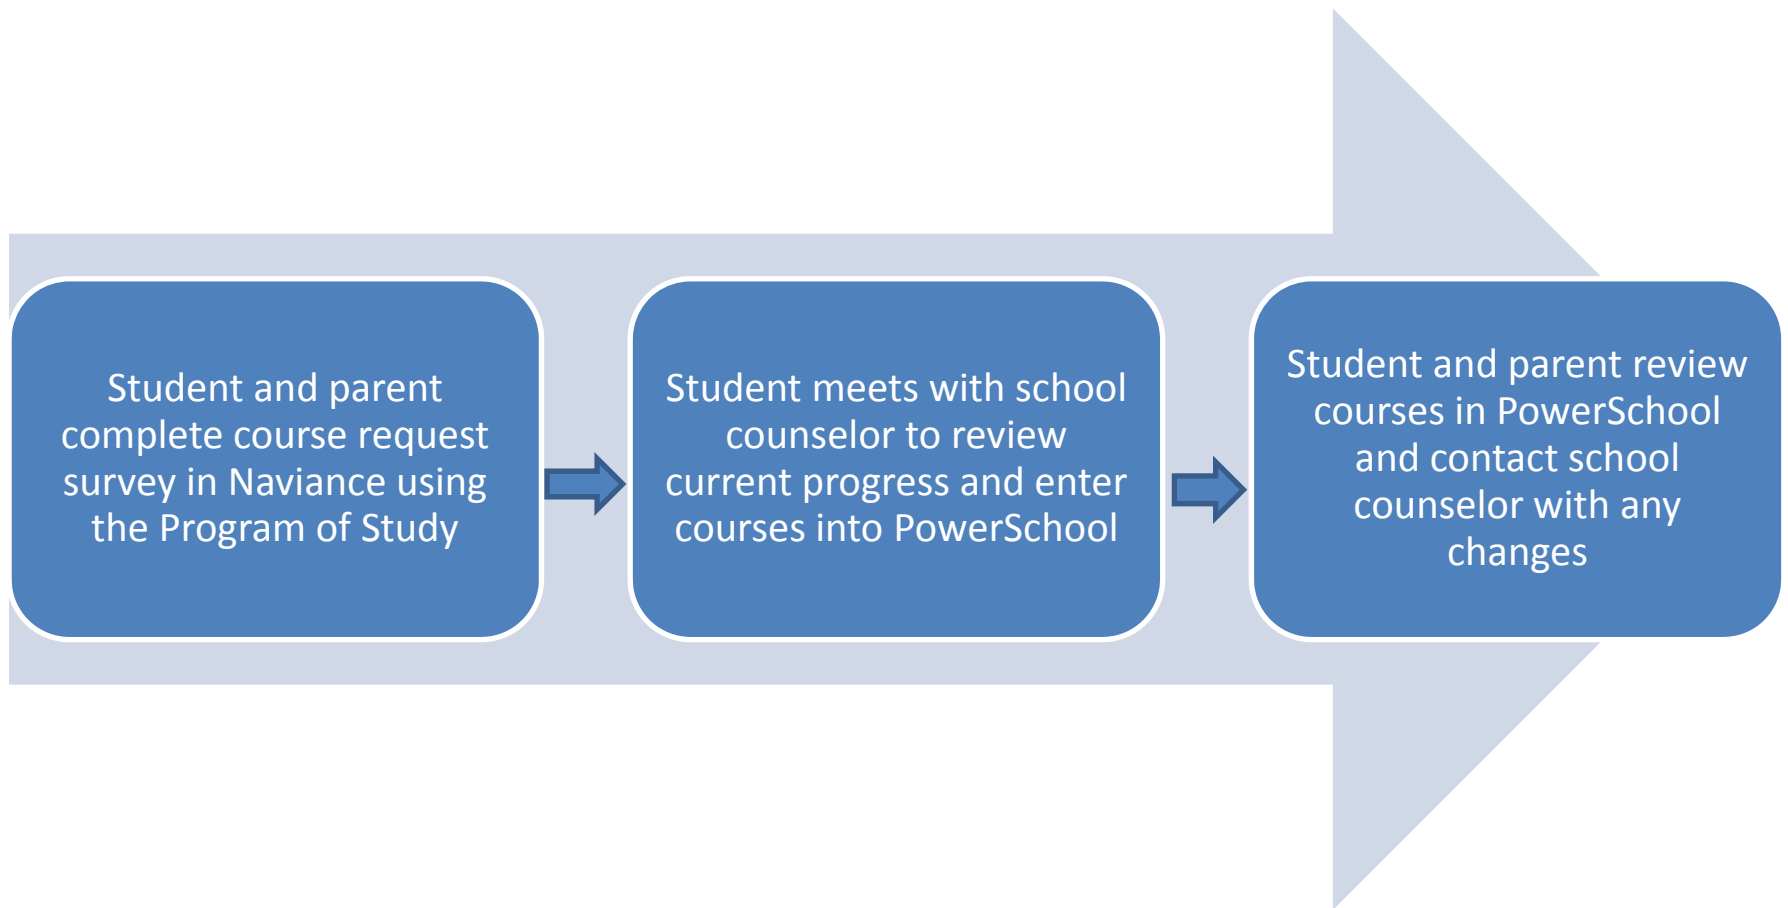 Student and parent
complete course request
survey in Naviance using
the Program of Study
Student meets with school
counselor to review
current progress and enter
courses into PowerSchool
Student and parent review
courses in PowerSchool
and contact school
counselor with any
changes